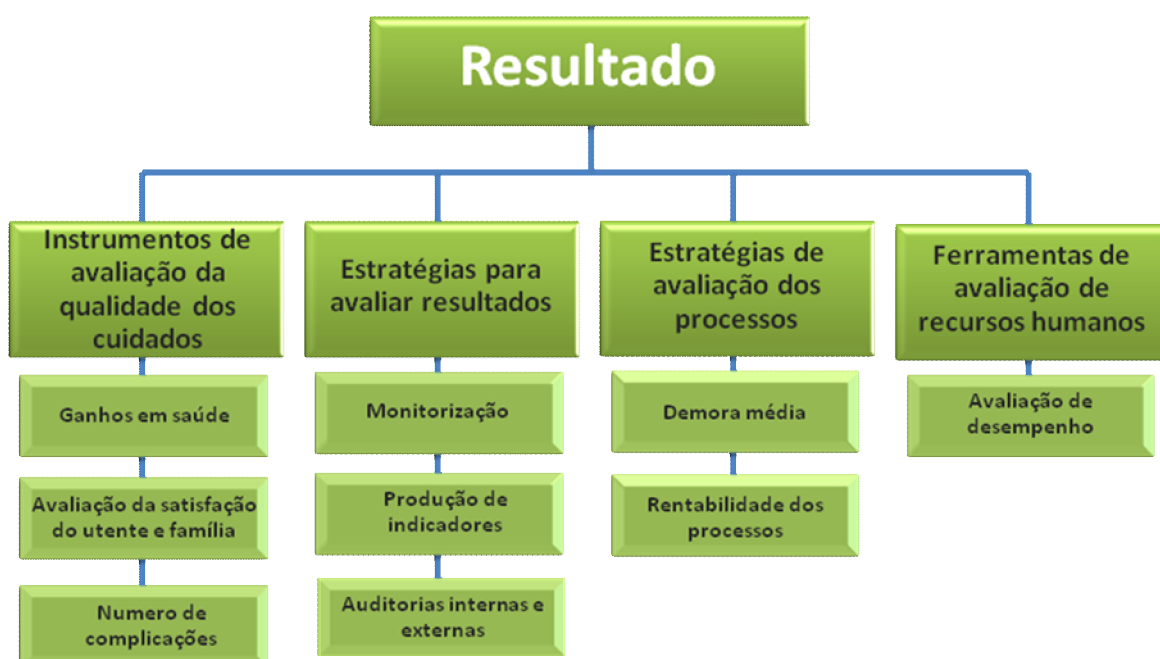 Resultado
Instrumentos de
avaliação da
qualidade dos
cuidados
Ganhos em saúde
Avaliação da satisfação
do utente e família
Numero de
complicações
Estratégias para
avaliar resultados
Monitorização
Produção de
indicadores
Auditorias internas e
externas
Estratégias de
avaliação dos
processos
Demora média
Rentabilidade dos
processos
Ferramentas de
avaliação de
recursos humanos
Avaliação de
desempenho